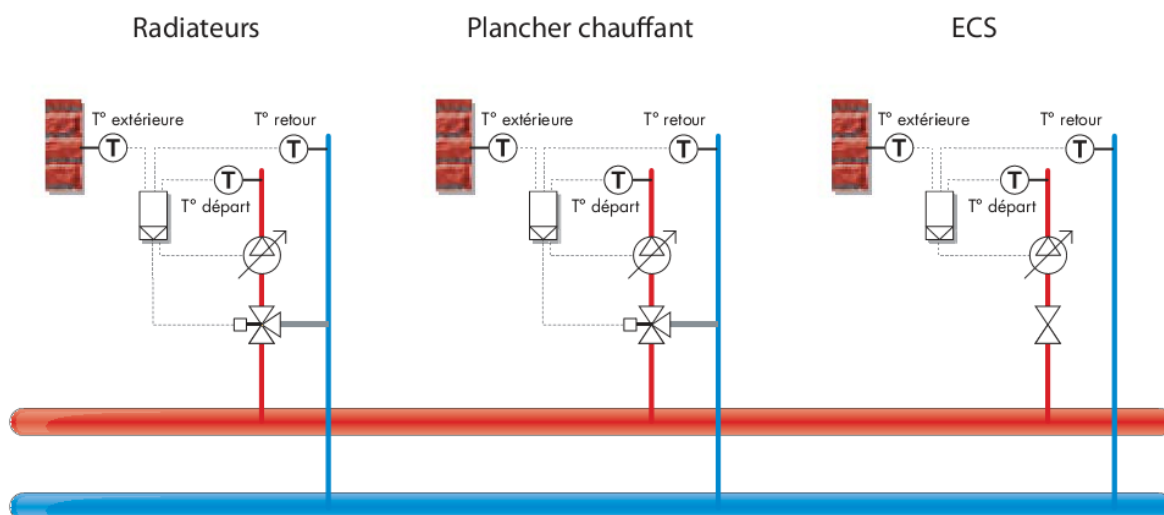 Radiateurs
Plancher chauffant
ECS
T° extérieure
T° retour
T° extérieure
T° retour
T° extérieure
T° retour
T
T
T
T
T
T
T
T
T
T° départ
T° départ
T° départ